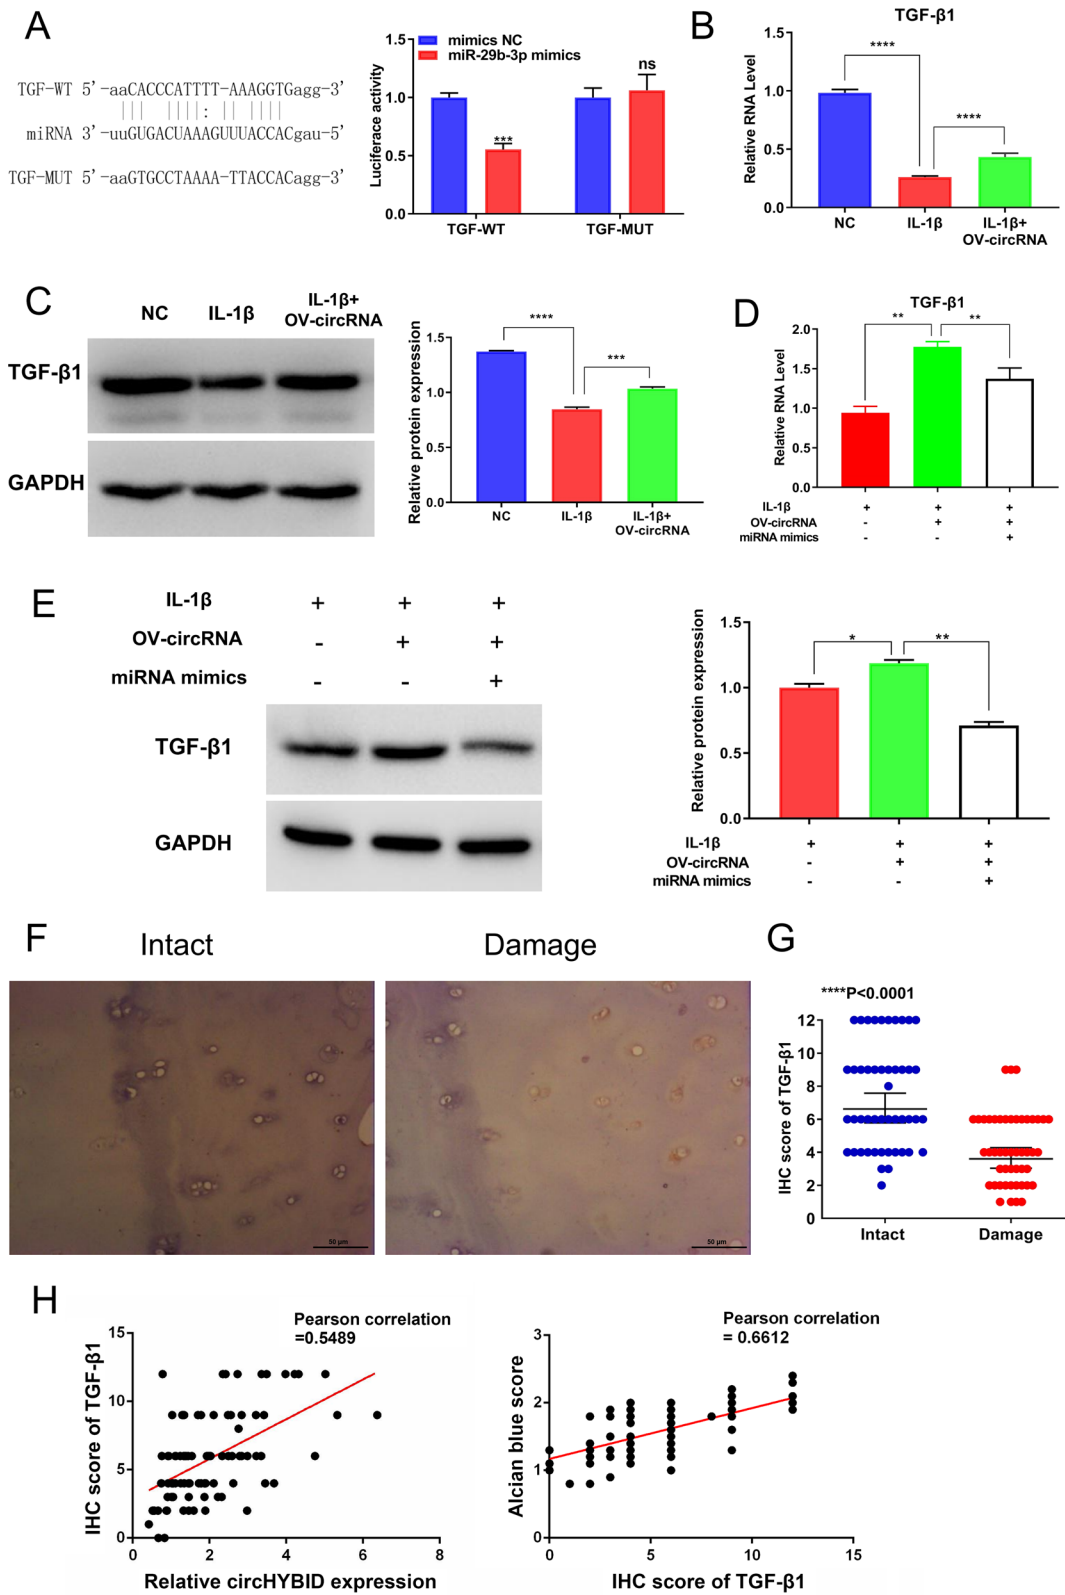 A
TGF-WT 5'-aaCACCCATTTT-AAAGGTGagg-3'
miRNA 3'-uuGUGACUAAAGUUUACCACgau-5'
TGF-MUT 5'-aaGTGCCTAAAA-TTACCACagg-3'
mimics NC
miR-29b-3p mimics
Luciferace activity
1.5
1.0
0.5
0.0
***
ns
TGF-WT
TGF-MUT
B
TGF-β1
Relative RNA Level
1.5
1.0
0.5
0.0
****
****
NC
IL-1β
IL-1β+
OV-circRNA
C
NC
IL-1β
IL-1β+
OV-circRNA
TGF-β1
GAPDH
Relative protein expression
1.5
1.0
0.5
0.0
****
***
NC
IL-1β
IL-1β+
OV-circRNA
D
TGF-β1
Relative RNA Level
2.0
1.5
1.0
0.5
0.0
**
**
IL-1β + + +
OV-circRNA - + +
miRNA mimics - - +
E
IL-1β + + +
OV-circRNA - + +
miRNA mimics - - +
TGF-β1
GAPDH
Relative protein expression
1.5
1.0
0.5
0.0
*
**
IL-1β + + +
OV-circRNA - + +
miRNA mimics - - +
F
Intact
Damage
50 μm
50 μm
G
****P<0.0001
IHC score of TGF-β1
12
10
8
6
4
2
0
Intact
Damage
H
Pearson correlation
=0.5489
IHC score of TGF-β1
15
10
5
0
0 2 4 6 8
Relative circHYBID expression
Pearson correlation
= 0.6612
Alcian blue score
3
2
1
0
0 5 10 15
IHC score of TGF-β1